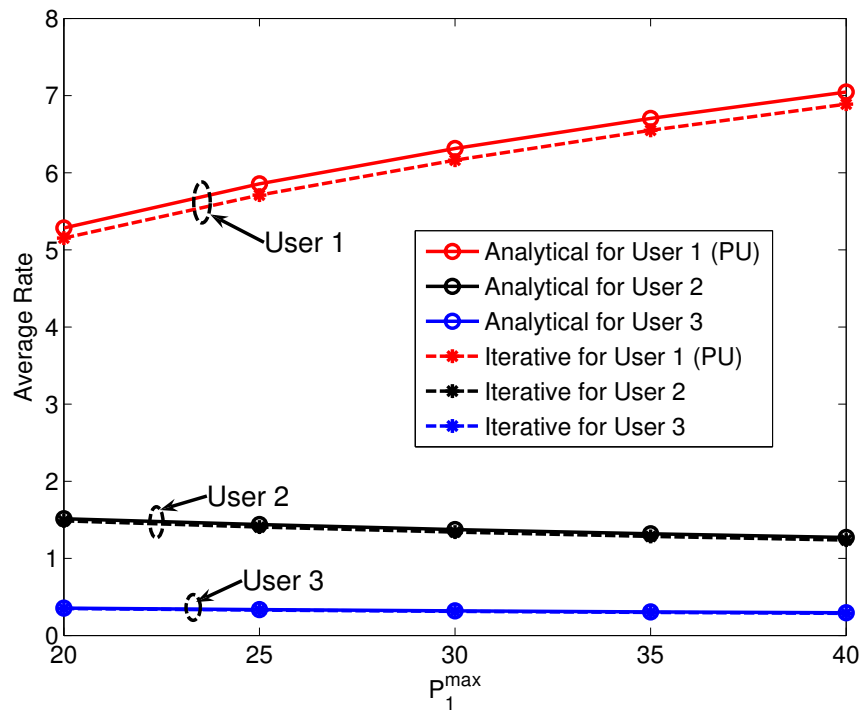 8
7
6
5
4
3
2
1
0
Average Rate
User 1
Analytical for User 1 (PU)
Analytical for User 2
Analytical for User 3
Iterative for User 1 (PU)
Iterative for User 2
Iterative for User 3
User 2
User 3
20 25 30 35 40
P_1^max